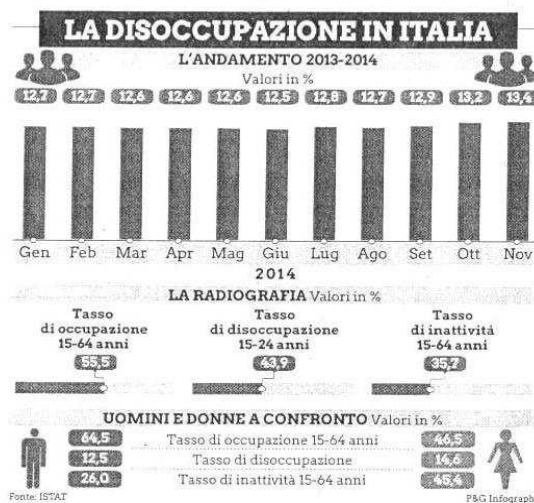 LA DISOCCUPAZIONE IN ITALIA
L'ANDAMENTO 2013-2014
Valori in %
12,7 12,7 12,6 12,6 12,6 12,5 12,8 12,7 12,9 13,2 13,4
Gen Feb Mar Apr Mag Giu Lug Ago Set Ott Nov
2014
LA RADIOGRAFIA Valori in %
Tasso di occupazione 15-64 anni
55,5
Tasso di disoccupazione 15-24 anni
43,9
Tasso di inattività 15-64 anni
35,7
UOMINI E DONNE A CONFRONTO Valori in %
64,5 Tasso di occupazione 15-64 anni 46,5
12,5 Tasso di disoccupazione 14,6
26,0 Tasso di inattività 15-64 anni 45,4
Fonte: ISTAT
P&G Infograph